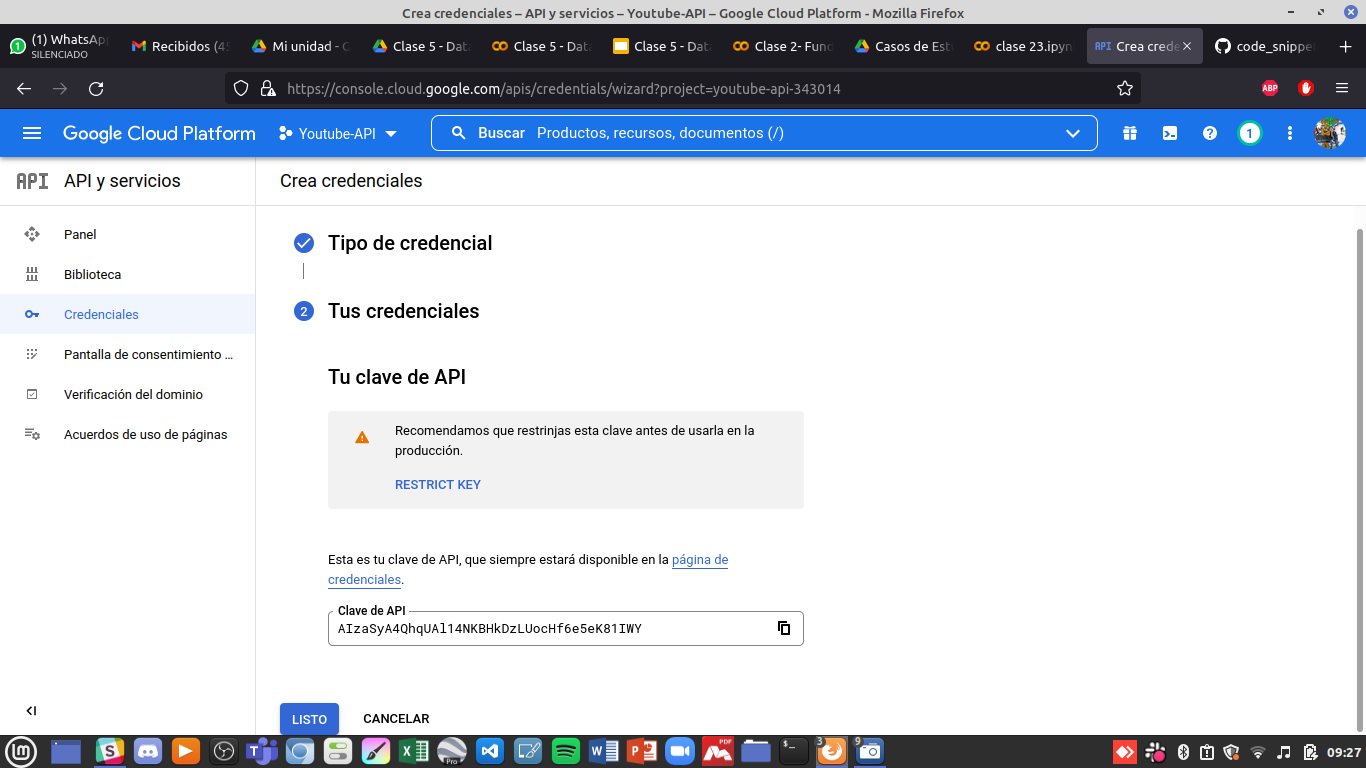 Crea credenciales – API y servicios – Youtube-API – Google Cloud Platform - Mozilla Firefox
(1) WhatsApp
SILENCIADO
Recibidos (45
Mi unidad - G
Clase 5 - Data
Clase 5 - Data
Clase 5 - Data
Clase 2- Func
Casos de Est
clase 23.ipyn
API Crea crede
code_snippe
https://console.cloud.google.com/apis/credentials/wizard?project=youtube-api-343014
ABP
Google Cloud Platform
Youtube-API
Buscar Productos, recursos, documentos (/)
1
API API y servicios
Crea credenciales
Panel
Biblioteca
Credenciales
Pantalla de consentimiento ...
Verificación del dominio
Acuerdos de uso de páginas
Tipo de credencial
2 Tus credenciales
Tu clave de API
Recomendamos que restrinjas esta clave antes de usarla en la
producción.
RESTRICT KEY
Esta es tu clave de API, que siempre estará disponible en la página de
credenciales.
Clave de API
AIzaSyA4QhqUAl14NKBHkDzLUocHf6e5eK81IWY
LISTO
CANCELAR
Pro
PDF
3
9
09:27